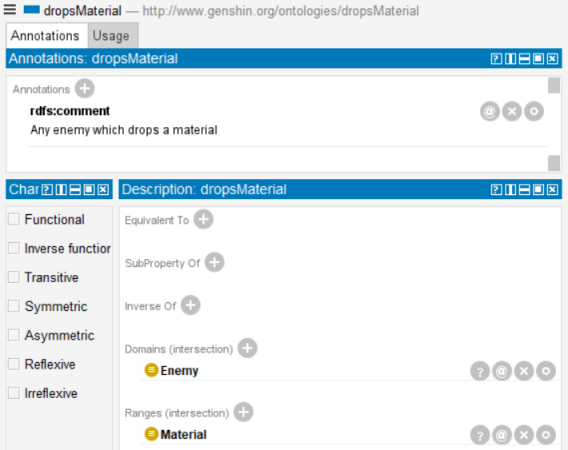 dropsMaterial — http://www.genshin.org/ontologies/dropsMaterial
Annotations Usage
Annotations: dropsMaterial
Annotations
rdfs:comment
Any enemy which drops a material
Char
Description: dropsMaterial
Functional
Inverse functior
Transitive
Symmetric
Asymmetric
Reflexive
Irreflexive
Equivalent To
SubProperty Of
Inverse Of
Domains (intersection)
Enemy
Ranges (intersection)
Material